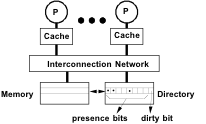 P
P
Cache
Cache
Interconnection Network
Memory
Directory
presence bits
dirty bit